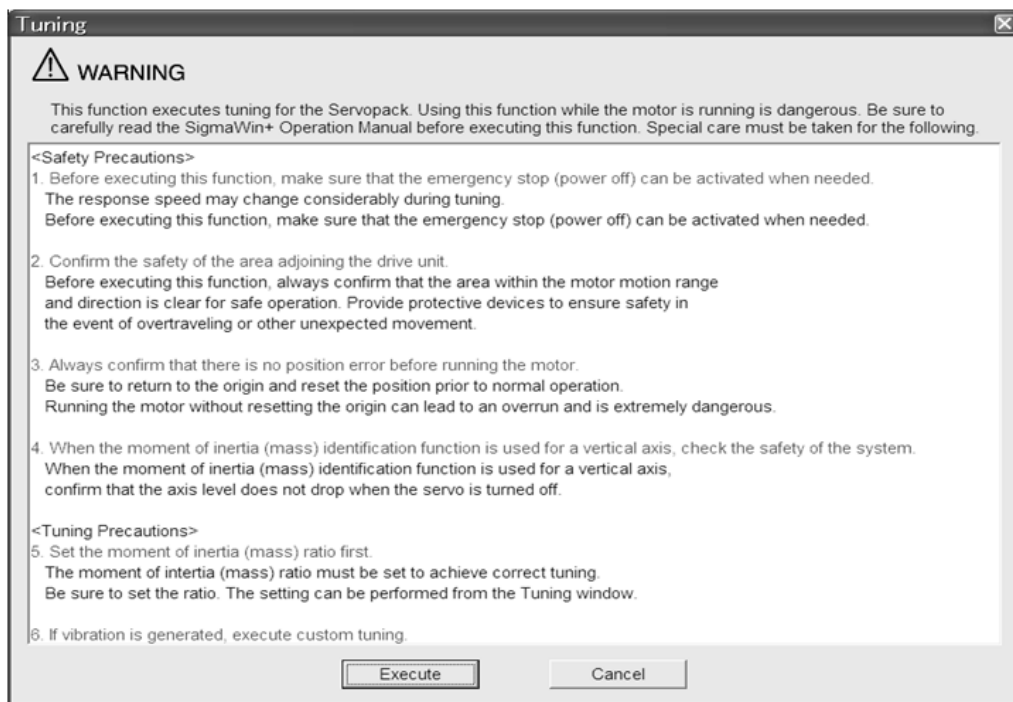 Tuning
WARNING
This function executes tuning for the Servopack. Using this function while the motor is running is dangerous. Be sure to
carefully read the SigmaWin+ Operation Manual before executing this function. Special care must be taken for the following.
<Safety Precautions>
1. Before executing this function, make sure that the emergency stop (power off) can be activated when needed.
The response speed may change considerably during tuning.
Before executing this function, make sure that the emergency stop (power off) can be activated when needed.
2. Confirm the safety of the area adjoining the drive unit.
Before executing this function, always confirm that the area within the motor motion range
and direction is clear for safe operation. Provide protective devices to ensure safety in
the event of overtraveling or other unexpected movement.
3. Always confirm that there is no position error before running the motor.
Be sure to return to the origin and reset the position prior to normal operation.
Running the motor without resetting the origin can lead to an overrun and is extremely dangerous.
4. When the moment of inertia (mass) identification function is used for a vertical axis, check the safety of the system.
When the moment of inertia (mass) identification function is used for a vertical axis,
confirm that the axis level does not drop when the servo is turned off.
<Tuning Precautions>
5. Set the moment of inertia (mass) ratio first.
The moment of intertia (mass) ratio must be set to achieve correct tuning.
Be sure to set the ratio. The setting can be performed from the Tuning window.
6. If vibration is generated, execute custom tuning.
Execute
Cancel